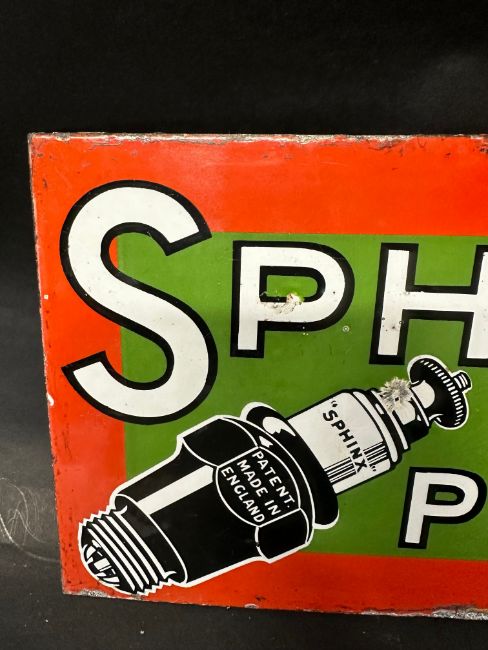 SPH
"SPHINX"
PATENT.
MADE IN
ENGLAND
P